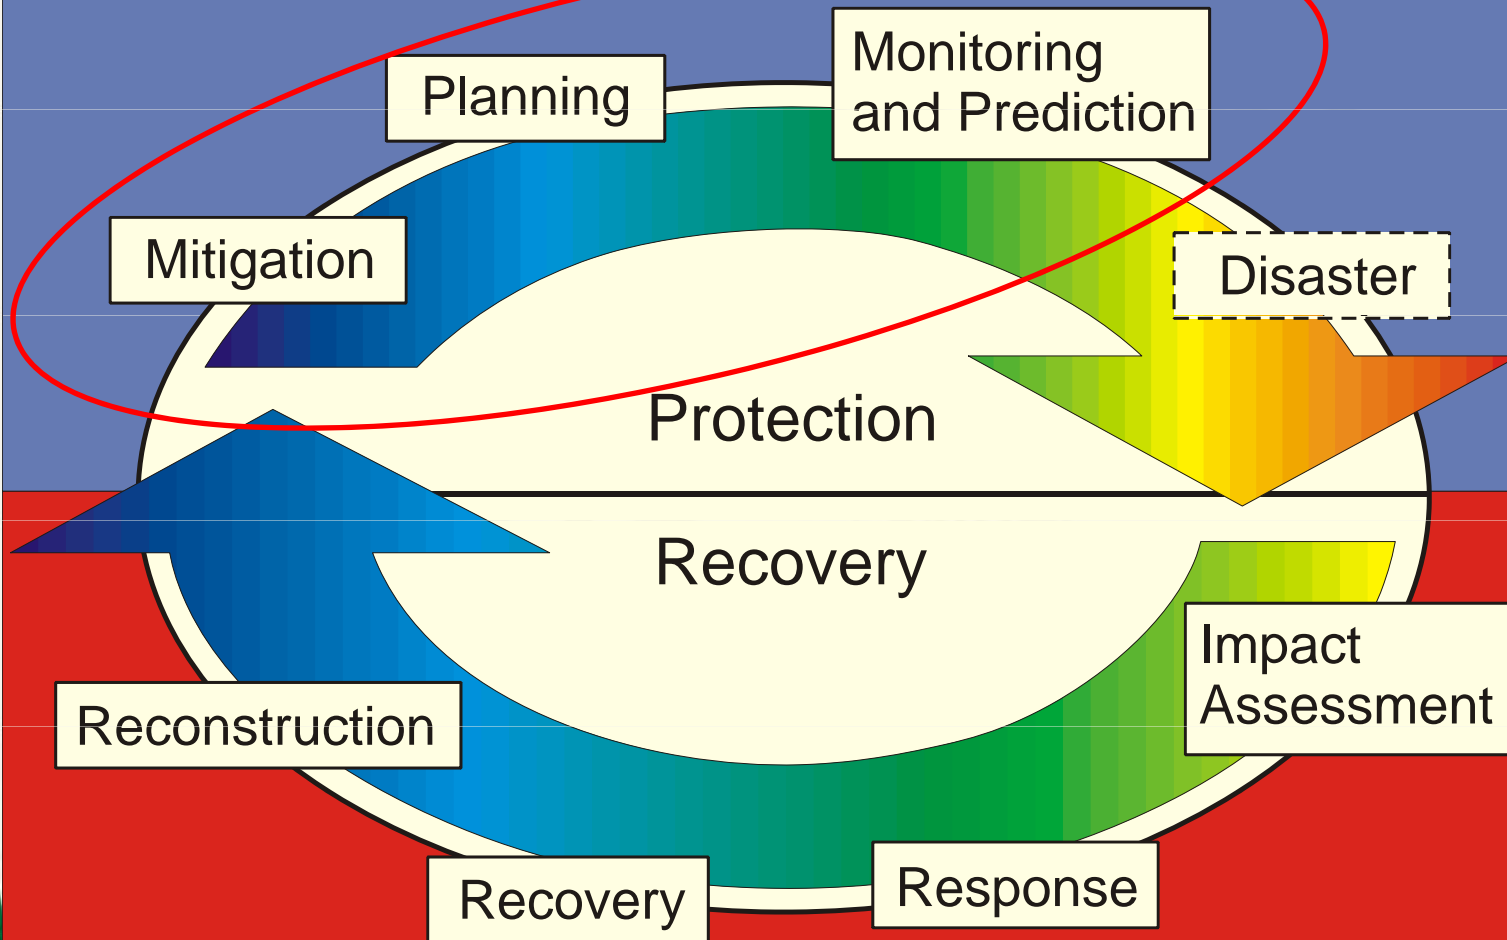 Monitoring
and Prediction
Planning
Mitigation
Disaster
Protection
Recovery
Impact
Assessment
Reconstruction
Response
Recovery